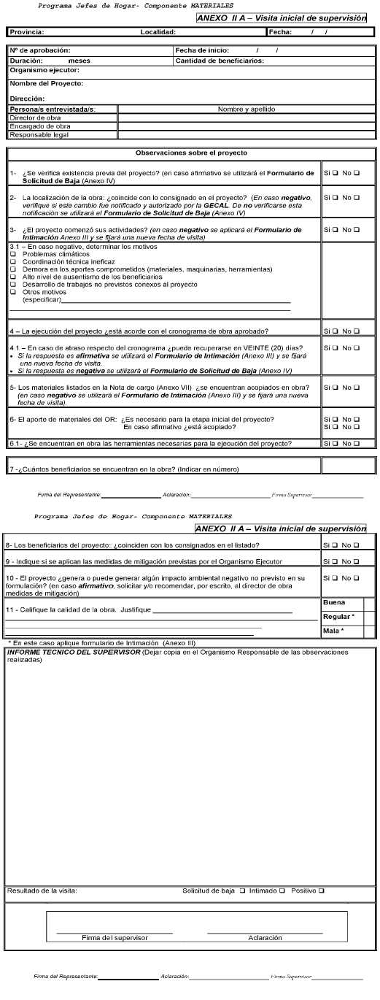 Programa Jefes de Hogar- Componente MATERIALES
ANEXO II A – Visita inicial de supervisión
Provincia: Localidad: Fecha: / /
Nº de aprobación: Fecha de inicio: / /
Duración: meses Cantidad de beneficiarios:
Organismo ejecutor:
Nombre del Proyecto:
Dirección:
Persona/s entrevistada/s: Nombre y apellido
Director de obra
Encargado de obra
Responsable legal
Observaciones sobre el proyecto
1- ¿Se verifica existencia previa del proyecto? (en caso afirmativo se utilizará el Formulario de Si ❑ No ❑
Solicitud de Baja (Anexo IV)
2- La localización de la obra: ¿coincide con lo consignado en el proyecto? (En caso negativo, Si ❑ No ❑
verifique si este cambio fue notificado y autorizado por la GECAL. De no verificarse esta
notificación se utilizará el Formulario de Solicitud de Baja (Anexo IV)
3- ¿El proyecto comenzó sus actividades? (en caso negativo se aplicará el Formulario de Si ❑ No ❑
Intimación Anexo III y se fijará una nueva fecha de visita)
3.1 – En caso negativo, determinar los motivos
❑ Problemas climáticos
❑ Coordinación técnica ineficaz
❑ Demora en los aportes comprometidos (materiales, maquinarias, herramientas)
❑ Alto nivel de ausentismo de los beneficiarios
❑ Desarrollo de trabajos no previstos conexos al proyecto
❑ Otros motivos
(especificar)
4 – La ejecución del proyecto ¿está acorde con el cronograma de obra aprobado? Si ❑ No ❑
4.1 – En caso de atraso respecto del cronograma ¿puede recuperarse en VEINTE (20) días? Si ❑ No ❑
• Si la respuesta es afirmativa se utilizará el Formulario de Intimación (Anexo III) y se fijará
una nueva fecha de visita.
• Si la respuesta es negativa se utilizará el Formulario de Solicitud de Baja (Anexo IV)
5- Los materiales listados en la Nota de cargo (Anexo VII) ¿se encuentran acopiados en obra? Si ❑ No ❑
(en caso negativo se utilizará el Formulario de Intimación (Anexo III) y se fijará una nueva
fecha de visita).
6- El aporte de materiales del OR: ¿Es necesario para la etapa inicial del proyecto? Si ❑ No ❑
En caso afirmativo ¿está acopiado? Si ❑ No ❑
6.1- ¿Se encuentran en obra las herramientas necesarias para la ejecución del proyecto? Si ❑ No ❑
7 -¿Cuántos beneficiarios se encuentran en la obra? (Indicar en número)
Firma del Representante: Aclaración: Firma Supervisor
Programa Jefes de Hogar- Componente MATERIALES
ANEXO II A – Visita inicial de supervisión
8- Los beneficiarios del proyecto: ¿coinciden con los consignados en el listado? Si ❑ No ❑
9 - Indique si se aplican las medidas de mitigación previstas por el Organismo Ejecutor Si ❑ No ❑
10 - El proyecto ¿genera o puede generar algún impacto ambiental negativo no previsto en su Si ❑ No ❑
formulación? (en caso afirmativo, solicitar y/o recomendar, por escrito, al director de obra
medidas de mitigación)
11 - Califique la calidad de la obra. Justifique
Buena
Regular *
Mala *
* En este caso aplique formulario de Intimación (Anexo III)
INFORME TECNICO DEL SUPERVISOR (Dejar copia en el Organismo Responsable de las observaciones
realizadas)
Resultado de la visita: Solicitud de baja ❑ Intimado ❑ Positivo ❑
Firma del supervisor Aclaración
Firma del Representante: Aclaración: Firma Supervisor